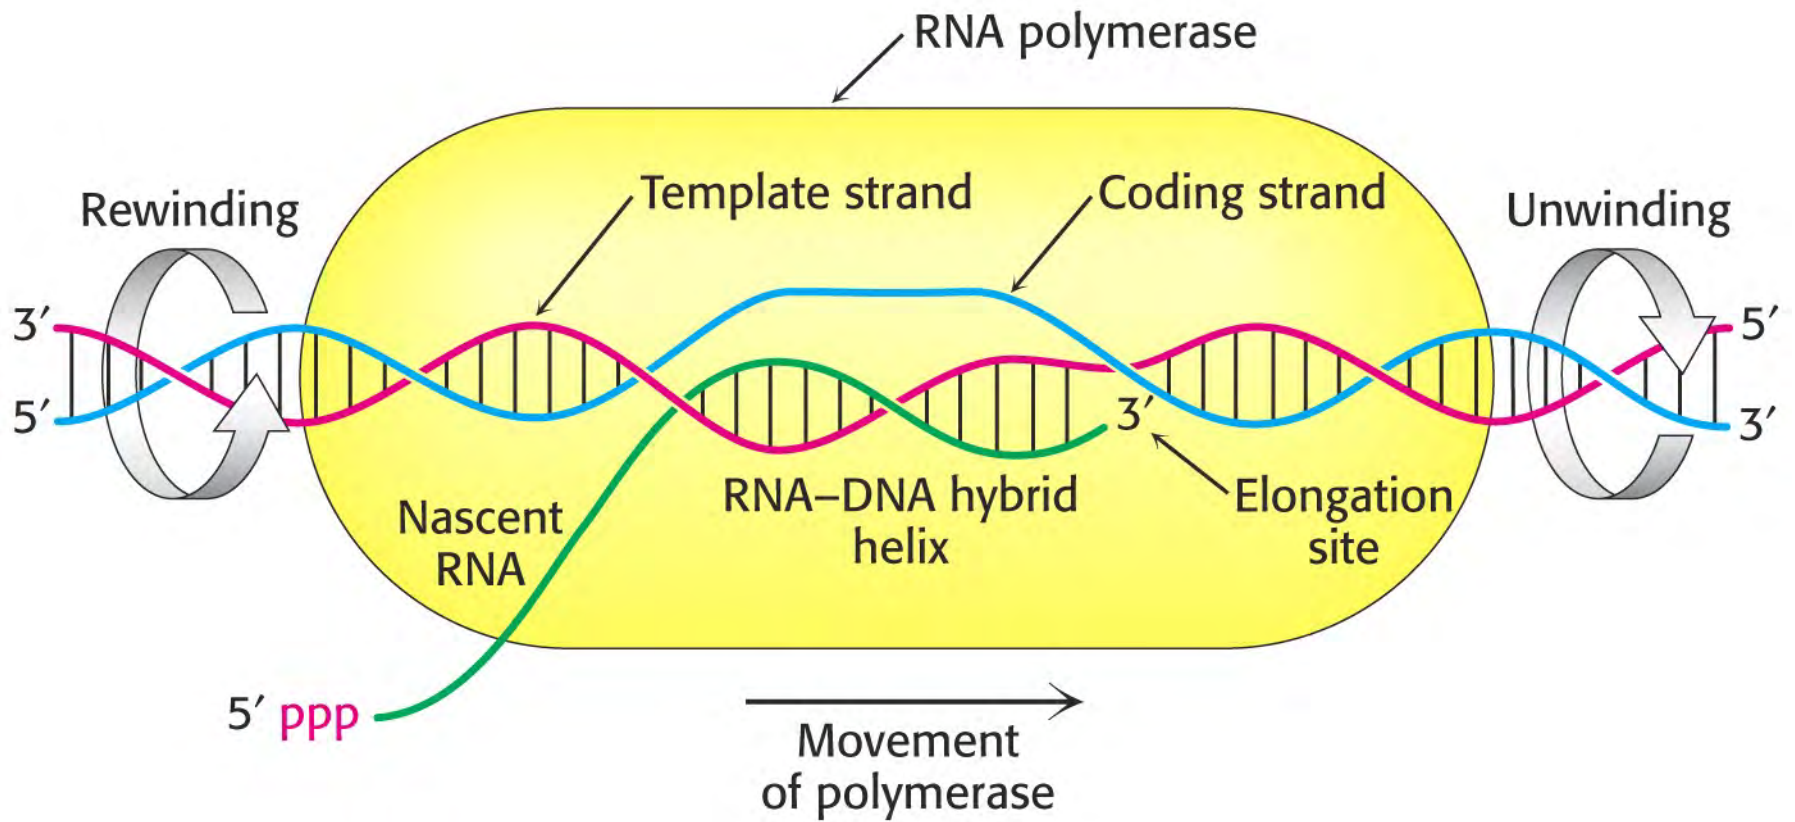 RNA polymerase
Template strand
Coding strand
Rewinding
Unwinding
3′
5′
5′
3′
3′
Nascent
RNA
RNA–DNA hybrid
helix
Elongation
site
5′ ppp
Movement
of polymerase